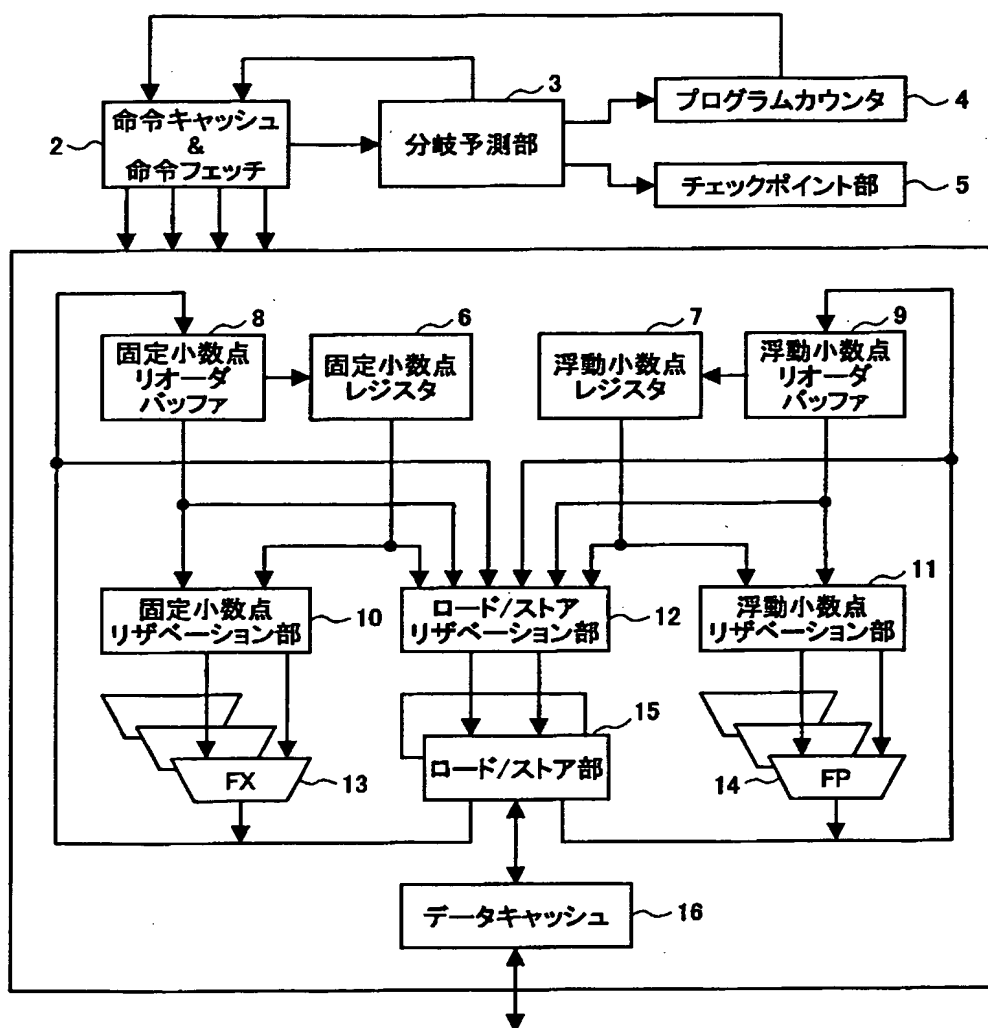 3
プログラムカウンタ
4
2
命令キャッシュ
&
命令フェッチ
分岐予測部
チェックポイント部
5
8
6
7
9
固定小数点
リオーダ
バッファ
固定小数点
レジスタ
浮動小数点
レジスタ
浮動小数点
リオーダ
バッファ
11
固定小数点
リザベーション部
10
ロード/ストア
リザベーション部
12
浮動小数点
リザベーション部
15
ロード/ストア部
FX
13
14
FP
データキャッシュ
16